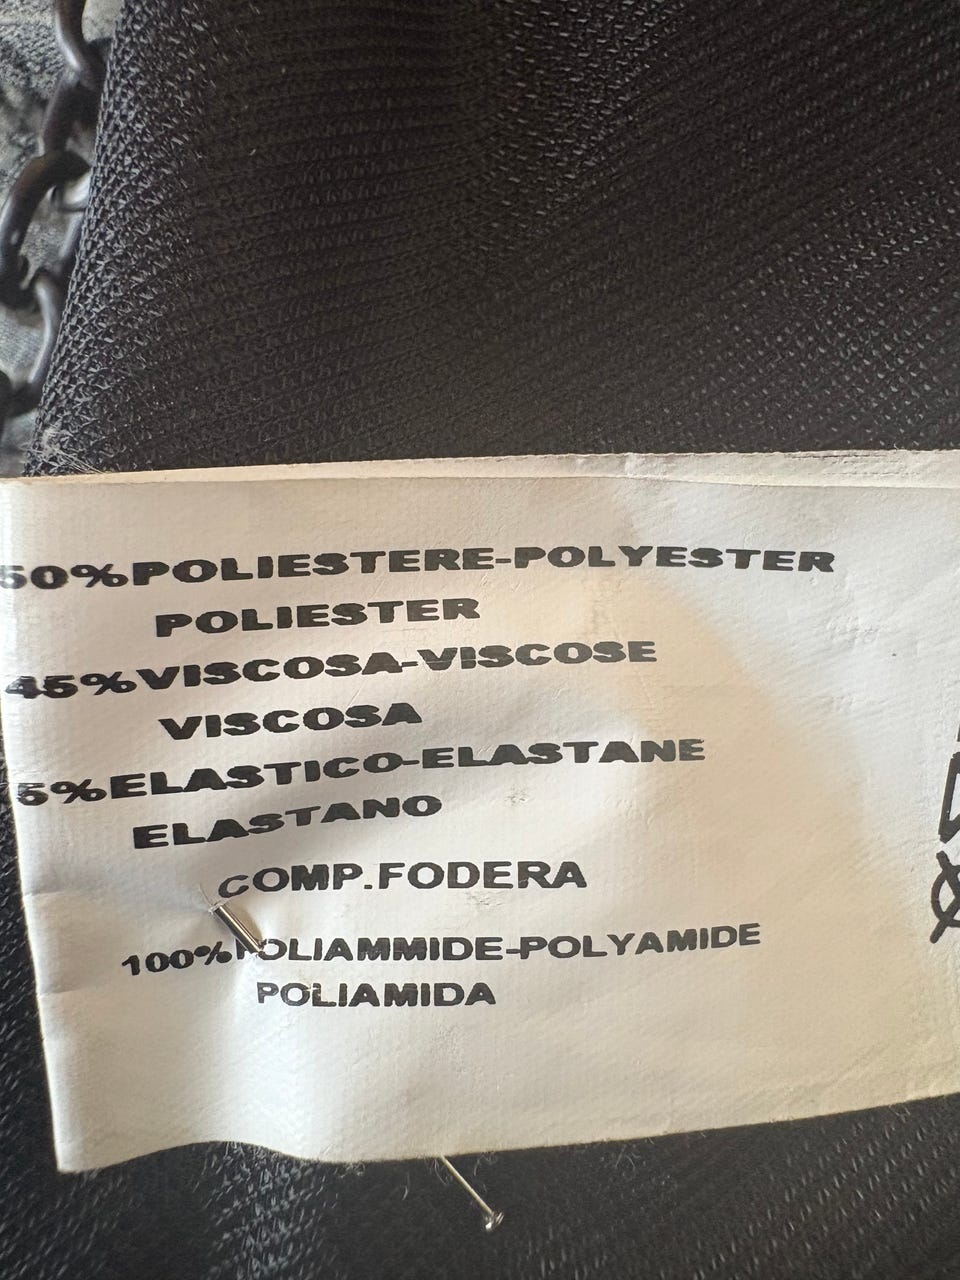 50%POLIESTERE-POLYESTER
POLIESTER
45%VISCOSA-VISCOSE
VISCOSA
5%ELASTICO-ELASTANE
ELASTANO
COMP.FODERA
100%POLIAMMIDE-POLYAMIDE
POLIAMIDA